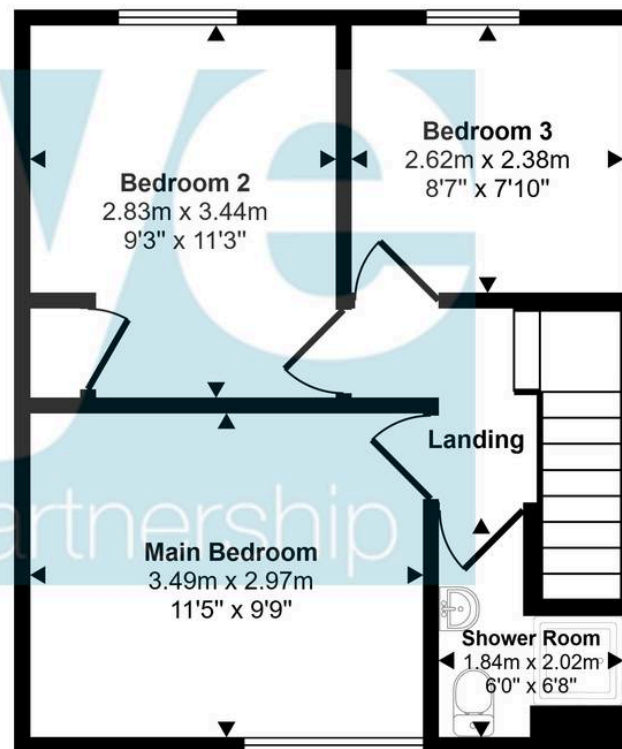 Bedroom 2
2.83m x 3.44m
9'3" x 11'3"
Bedroom 3
2.62m x 2.38m
8'7" x 7'10"
Landing
Main Bedroom
3.49m x 2.97m
11'5" x 9'9"
Shower Room
1.84m x 2.02m
6'0" x 6'8"
ye
artnership